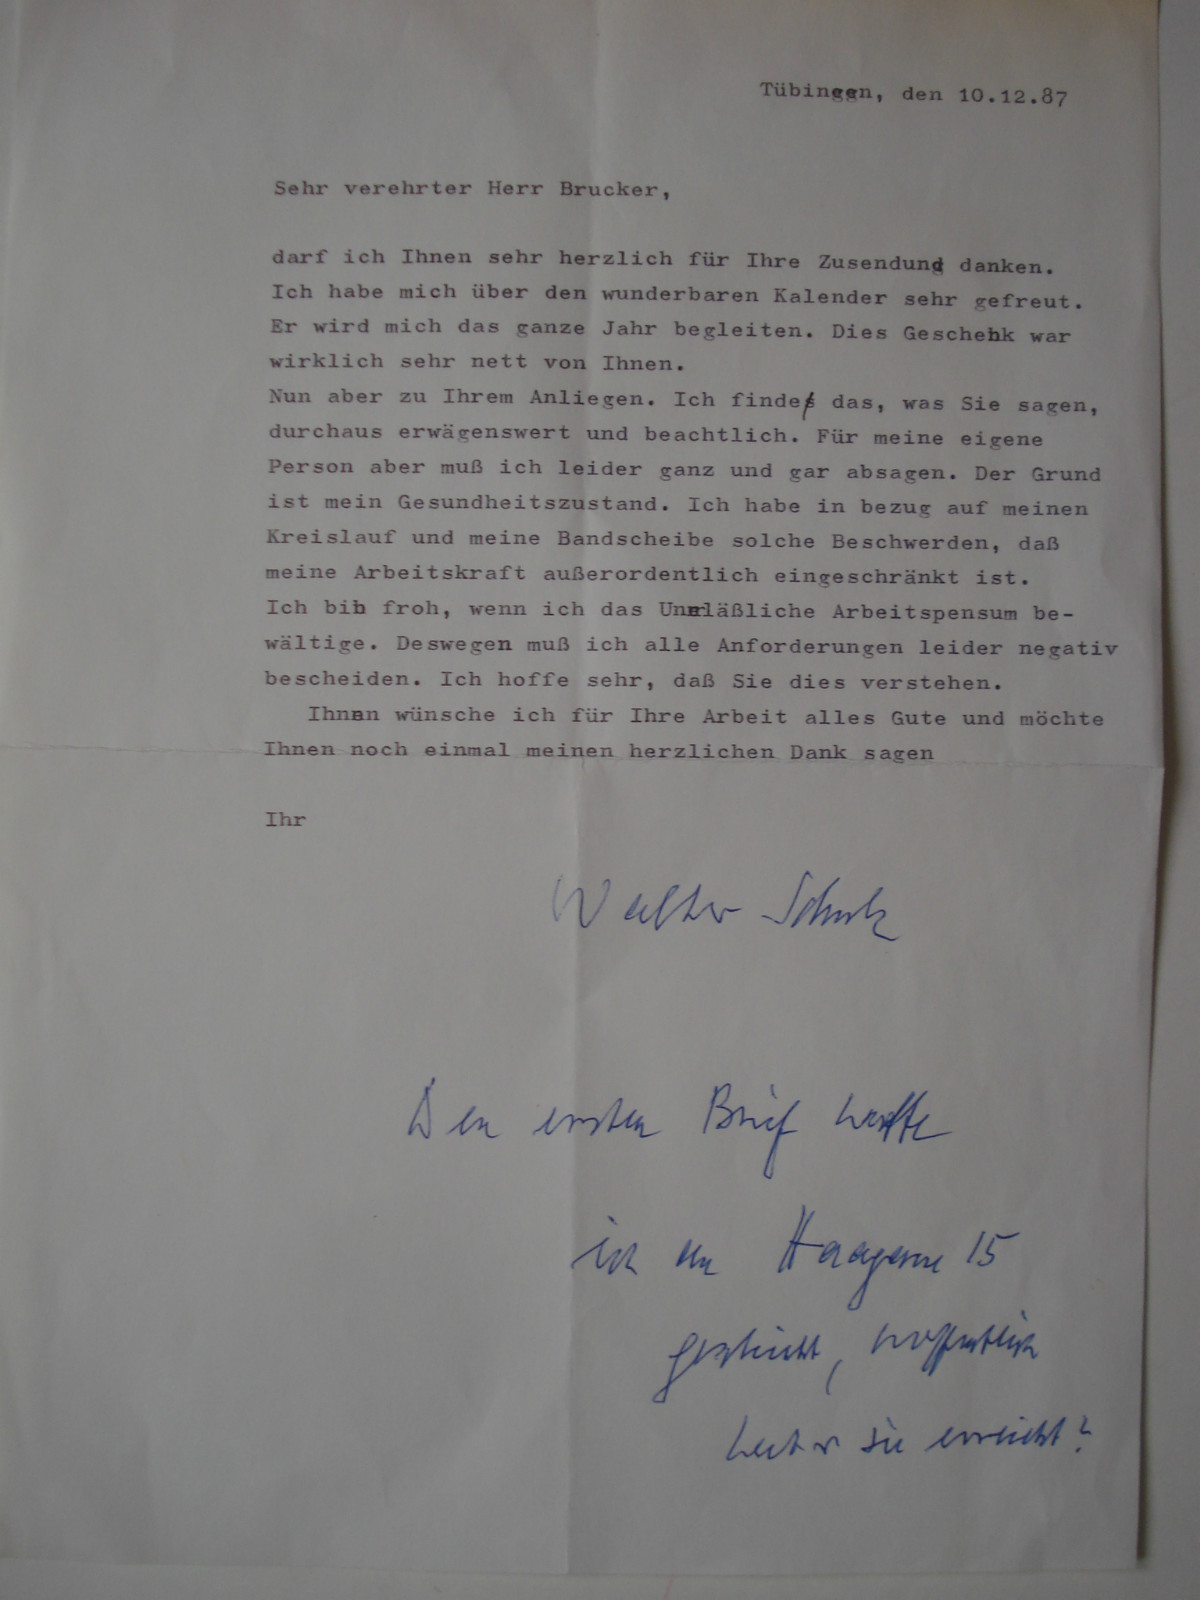 Tübingen, den 10.12.87
Sehr verehrter Herr Brucker,
darf ich Ihnen sehr herzlich für Ihre Zusendung danken.
Ich habe mich über den wunderbaren Kalender sehr gefreut.
Er wird mich das ganze Jahr begleiten. Dies Geschenk war
wirklich sehr nett von Ihnen.
Nun aber zu Ihrem Anliegen. Ich finde das, was Sie sagen,
durchaus erwägenswert und beachtlich. Für meine eigene
Person aber muß ich leider ganz und gar absagen. Der Grund
ist mein Gesundheitszustand. Ich habe in bezug auf meinen
Kreislauf und meine Bandscheibe solche Beschwerden, daß
meine Arbeitskraft außerordentlich eingeschränkt ist.
Ich bin froh, wenn ich das Unerläßliche Arbeitspensum be-
wältige. Deswegen muß ich alle Anforderungen leider negativ
bescheiden. Ich hoffe sehr, daß Sie dies verstehen.
Ihnen wünsche ich für Ihre Arbeit alles Gute und möchte
Ihnen noch einmal meinen herzlichen Dank sagen
Ihr
Walter Schulz
Den ersten Brief hatte
ich an 15
geschickt, hoffentlich
hat er Sie erreicht?